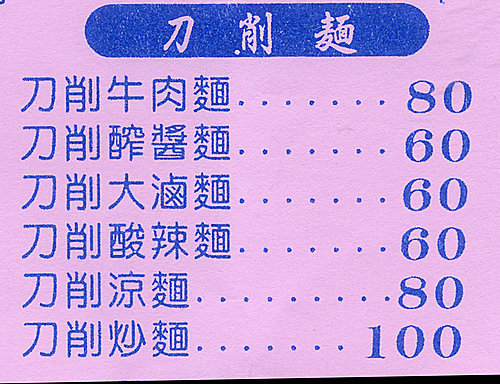 刀削麵
刀削牛肉麵........80
刀削醡醬麵........60
刀削大滷麵........60
刀削酸辣麵........60
刀削涼麵..........80
刀削炒麵........100